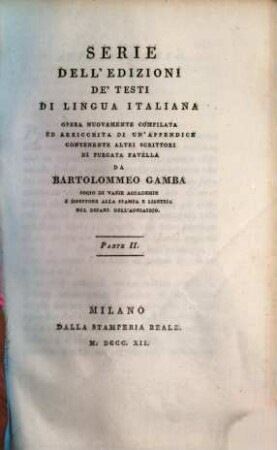 SERIE
DELL'EDIZIONI
DE' TESTI
DI LINGUA ITALIANA
OPERA NUOVAMENTE COMPILATA
ED ARRICCHITA DI UN'APPENDICE
CONTENENTE ALTRI SCRITTORI
DI PURGATA FAVELLA
DA
BARTOLOMMEO GAMBA
SOCIO DI VARIE ACCADEMIE
E ISPETTORE ALLA STAMPA E LIBRERIA
NEL DIPART. DELL'ADRIATICO.
PARTE II.
MILANO
DALLA STAMPERIA REALE.
M. DCCC. XII.